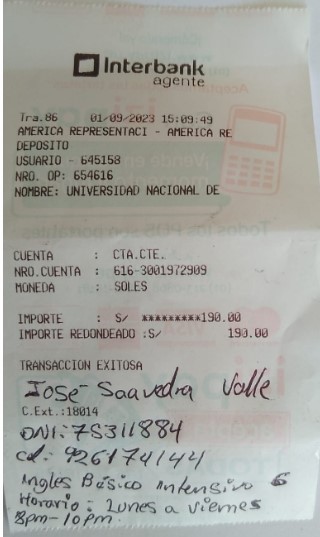 Interbank
agente
Tra.86 01/09/2023 15:09:49
AMERICA REPRESENTACI - AMERICA RE
DEPOSITO
USUARIO - 645158
NRO. OP: 654616
NOMBRE: UNIVERSIDAD NACIONAL DE
CUENTA : CTA.CTE.
NRO.CUENTA : 616-3001972909
MONEDA : SOLES
IMPORTE : S/ *********190.00
IMPORTE REDONDEADO :S/ 190.00
TRANSACCION EXITOSA
José Saavedra Valle
C.Ext.:18014
DNI: 75311884
cel: 926174144
Ingles Básico intensivo 6
Horario: Lunes a viernes
8pm-10pm.